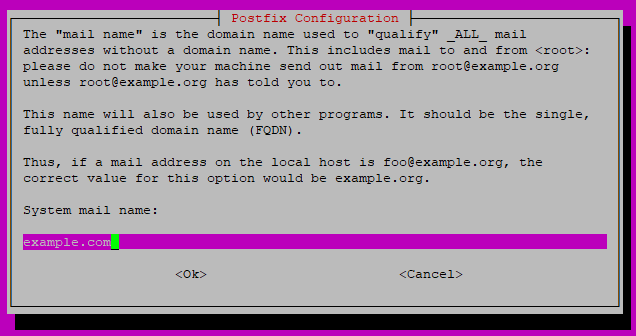 Postfix Configuration
The "mail name" is the domain name used to "qualify" _ALL_ mail
addresses without a domain name. This includes mail to and from <root>:
please do not make your machine send out mail from root@example.org
unless root@example.org has told you to.
This name will also be used by other programs. It should be the single,
fully qualified domain name (FQDN).
Thus, if a mail address on the local host is foo@example.org, the
correct value for this option would be example.org.
System mail name:
example.com
<Ok> <Cancel>